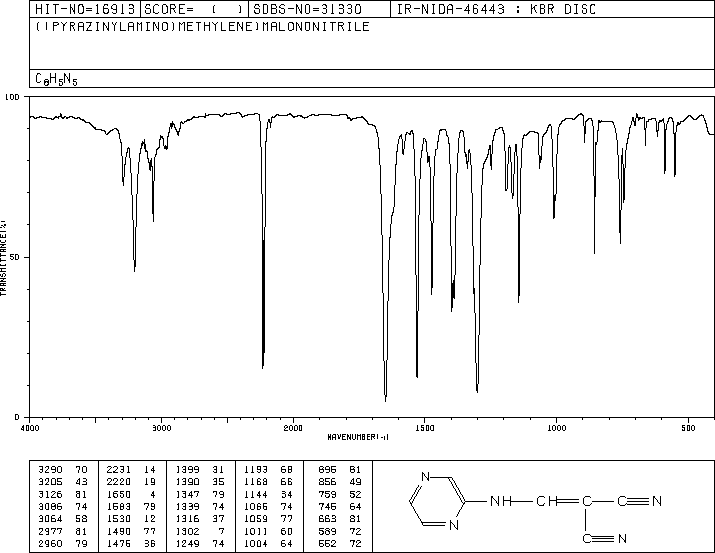 HIT-NO=16913 SCORE= ( ) SDBS-NO=31330 IR-NIDA-46443 : KBR DISC
((PYRAZINYLAMINO)METHYLENE)MALONONITRILE
C8H5N5
100
50
0
TRANSMITTANCE(%)
4000 3000 2000 1500 1000 500
WAVENUMBER(-1)
3290 70 2231 14 1399 31 1193 68 895 81
3205 43 2220 19 1390 35 1168 66 856 49
3126 81 1650 4 1347 79 1144 34 759 52
3086 74 1583 79 1339 74 1066 74 745 64
3064 58 1530 12 1316 37 1059 77 663 81
2977 81 1490 77 1302 7 1011 60 589 72
2960 79 1476 36 1249 74 1004 64 552 72
N
NH CH C C N
N
C N